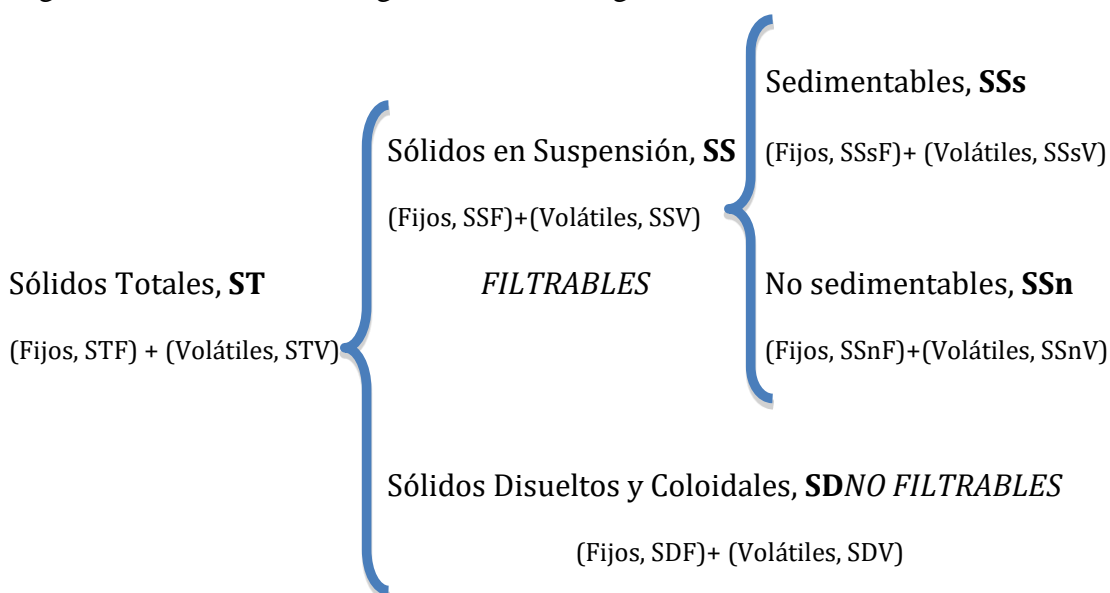 Sedimentables, SSs
Sólidos en Suspensión, SS
(Fijos, SSsF)+ (Volátiles, SSsV)
(Fijos, SSF)+(Volátiles, SSV)
Sólidos Totales, ST
FILTRABLES
No sedimentables, SSn
(Fijos, STF) + (Volátiles, STV)
(Fijos, SSnF)+(Volátiles, SSnV)
Sólidos Disueltos y Coloidales, SDNO FILTRABLES
(Fijos, SDF)+ (Volátiles, SDV)